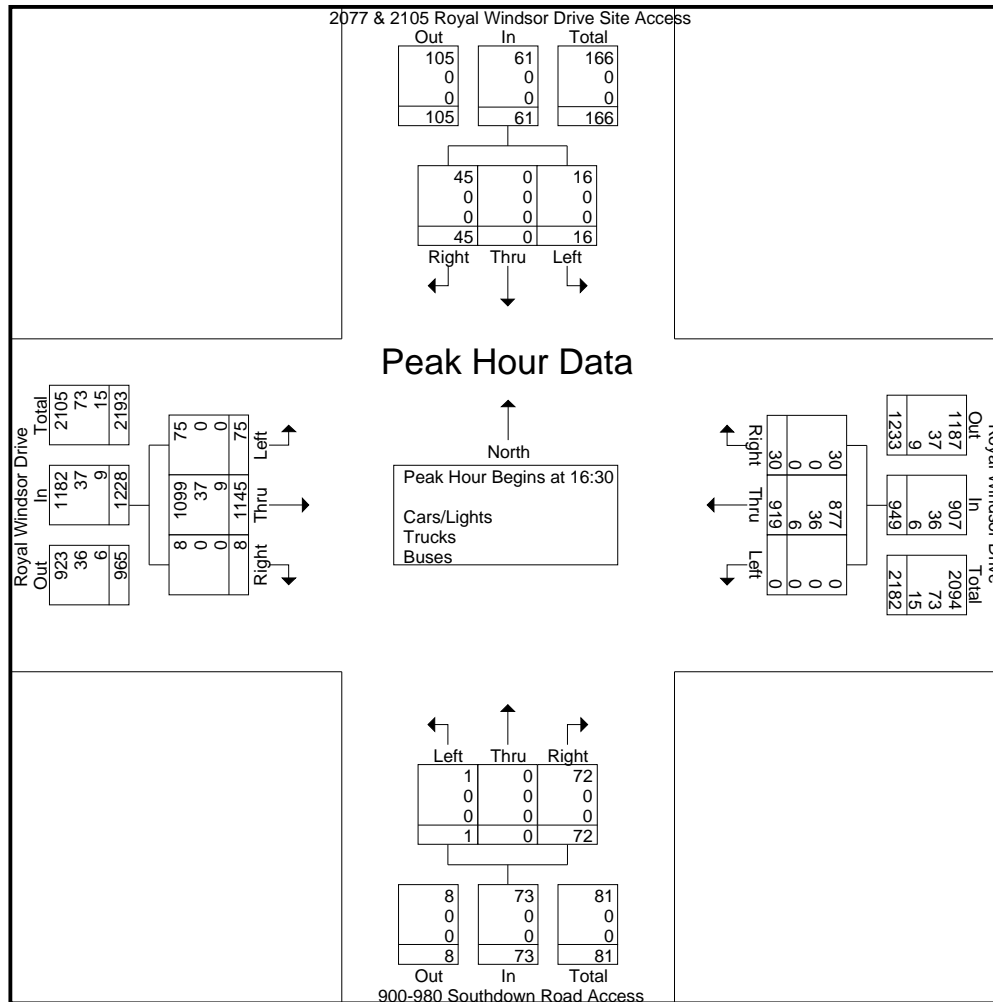 2077 & 2105 Royal Windsor Drive Site Access
Out In Total
105 61 166
0 0 0
0 0 0
105 61 166
45 0 16
0 0 0
0 0 0
45 0 16
Right Thru Left
Peak Hour Data
North
Peak Hour Begins at 16:30
Cars/Lights
Trucks
Buses
Royal Windsor Drive
Total
2105
73
15
2193
In
1182
37
9
1228
Out
923
36
6
965
Left
75
0
0
75
Thru
1099
37
9
1145
Right
8
0
0
8
Royal Windsor Drive
Out
1187
37
9
1233
In
907
36
6
949
Total
2094
73
15
2182
Right
30
0
0
30
Thru
877
36
6
919
Left
0
0
0
0
Left Thru Right
1 0 72
0 0 0
0 0 0
1 0 72
8 73 81
0 0 0
0 0 0
8 73 81
Out In Total
900-980 Southdown Road Access